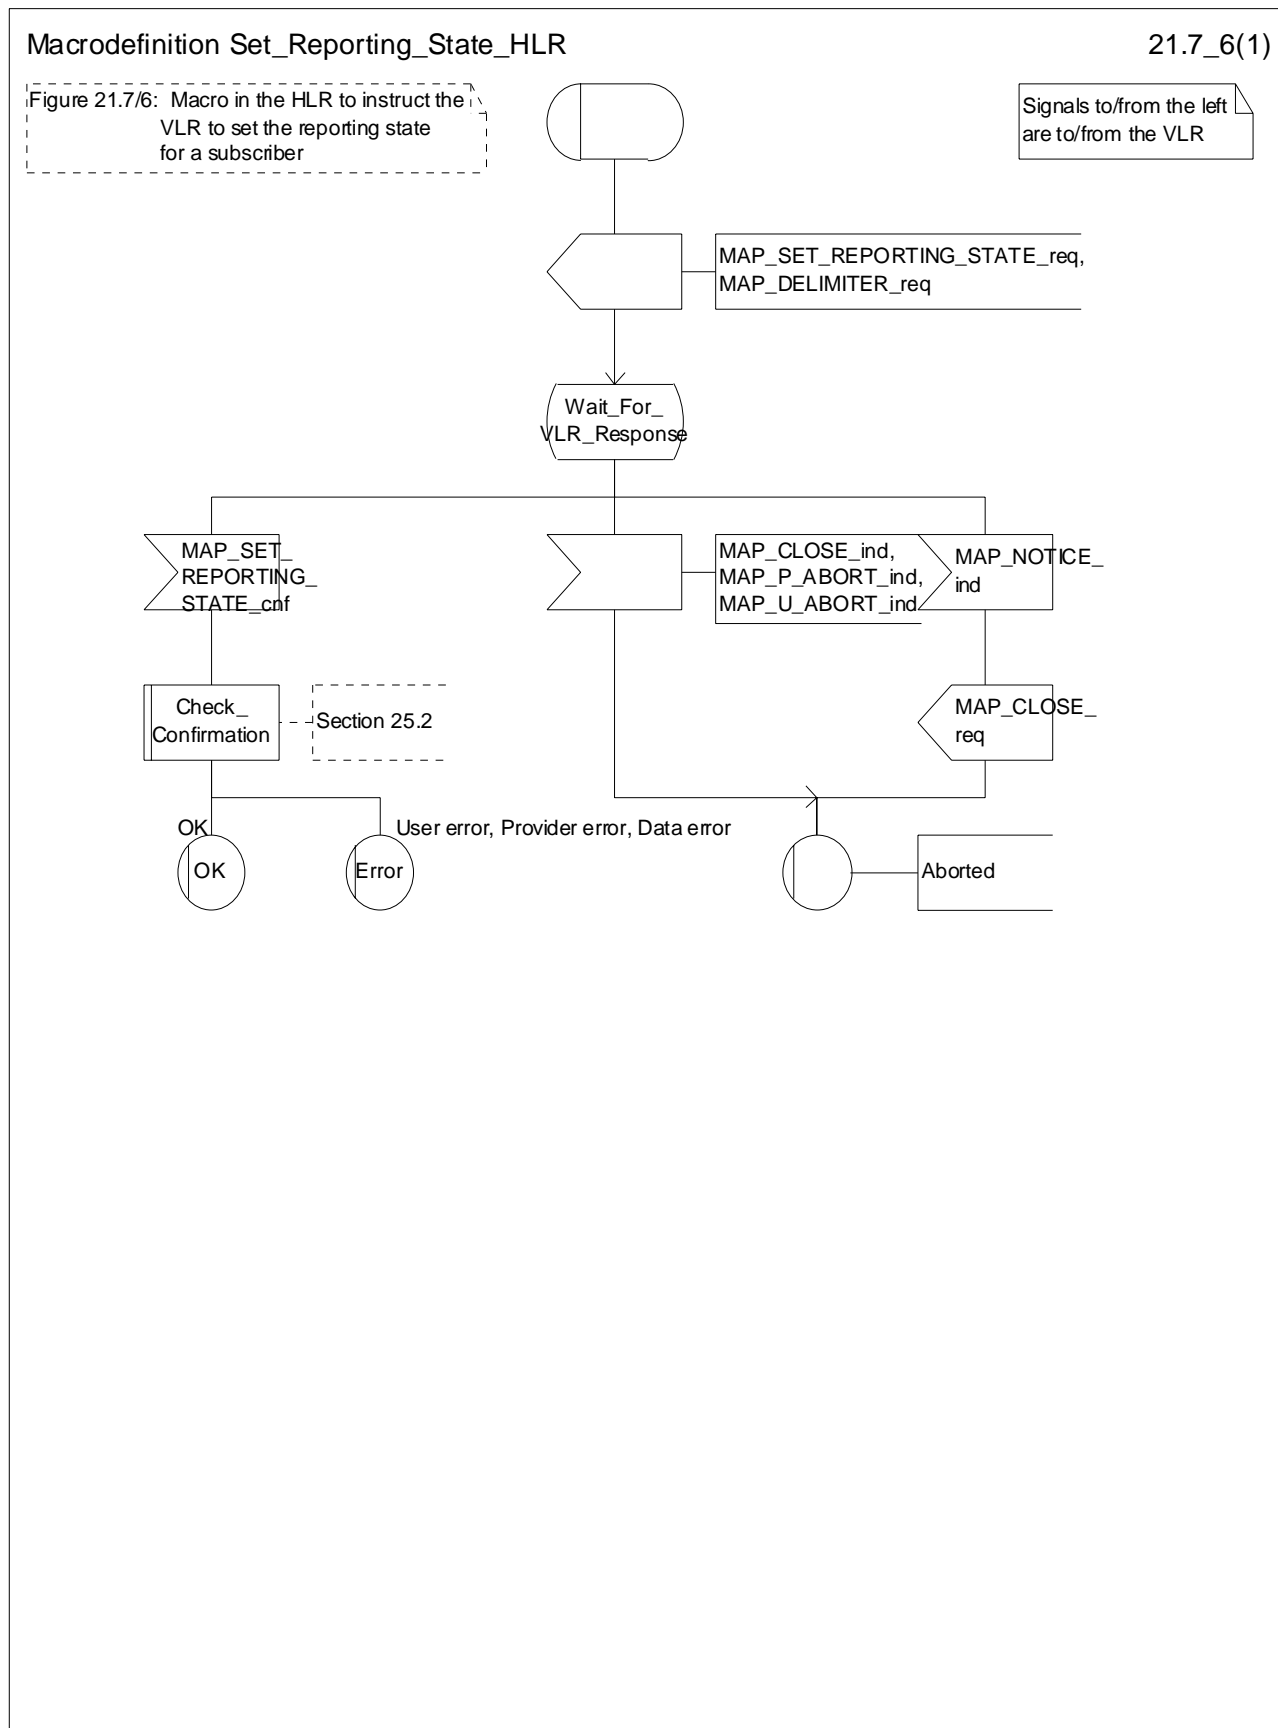 Macrodefinition Set_Reporting_State_HLR
21.7_6(1)
Figure 21.7/6: Macro in the HLR to instruct the
VLR to set the reporting state
for a subscriber
Signals to/from the left
are to/from the VLR
MAP_SET_REPORTING_STATE_req,
MAP_DELIMITER_req
Wait_For_
VLR_Response
MAP_SET_
REPORTING_
STATE_cnf
MAP_CLOSE_ind,
MAP_P_ABORT_ind,
MAP_U_ABORT_ind
MAP_NOTICE_
ind
Check_
Confirmation
Section 25.2
MAP_CLOSE_
req
OK
User error, Provider error, Data error
OK
Error
Aborted